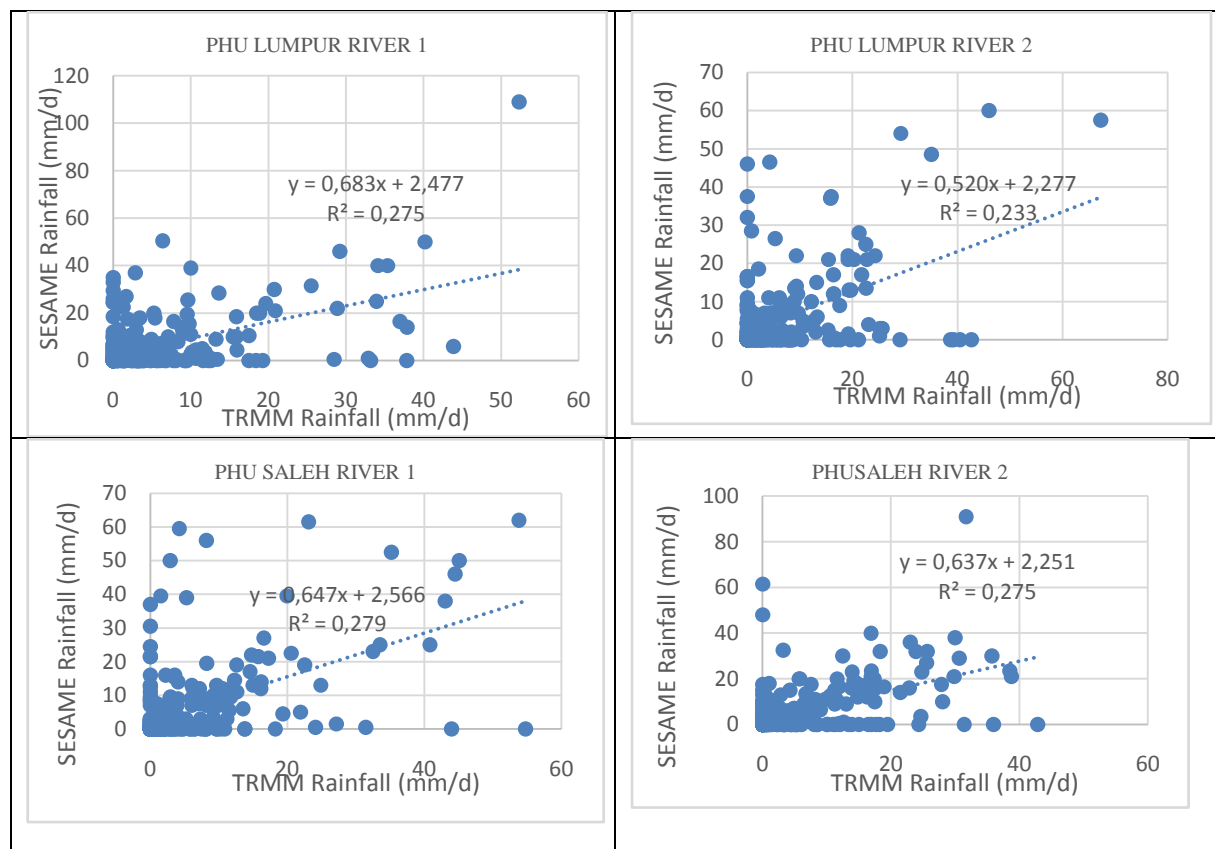 PHU LUMPUR RIVER 1
SESAME Rainfall (mm/d)
120
100
80
60
40
20
0
y = 0,683x + 2,477
R² = 0,275
0 10 20 30 40 50 60
TRMM Rainfall (mm/d)
PHU LUMPUR RIVER 2
SESAME Rainfall (mm/d)
70
60
50
40
30
20
10
0
y = 0,520x + 2,277
R² = 0,233
0 20 40 60 80
TRMM Rainfall (mm/d)
PHU SALEH RIVER 1
SESAME Rainfall (mm/d)
70
60
50
40
30
20
10
0
y = 0,647x + 2,566
R² = 0,279
0 20 40 60
TRMM Rainfall (mm/d)
PHUSALEH RIVER 2
SESAME Rainfall (mm/d)
100
80
60
40
20
0
y = 0,637x + 2,251
R² = 0,275
0 20 40 60
TRMM Rainfall (mm/d)